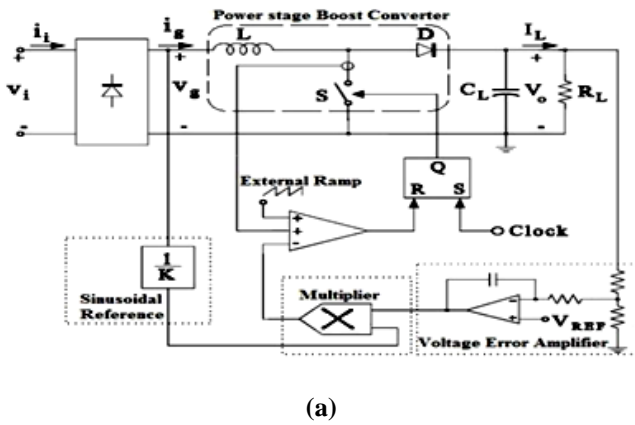 Power stage Boost Converter
i_i
i_g
L
D
I_L
+
+
+
v_i
v_g
S
C_L
V_o
R_L
-
-
-
Q
R
S
External Ramp
+
+
-
Clock
1
K
Sinusoidal
Reference
Multiplier
-
+
V_REF
Voltage Error Amplifier
(a)